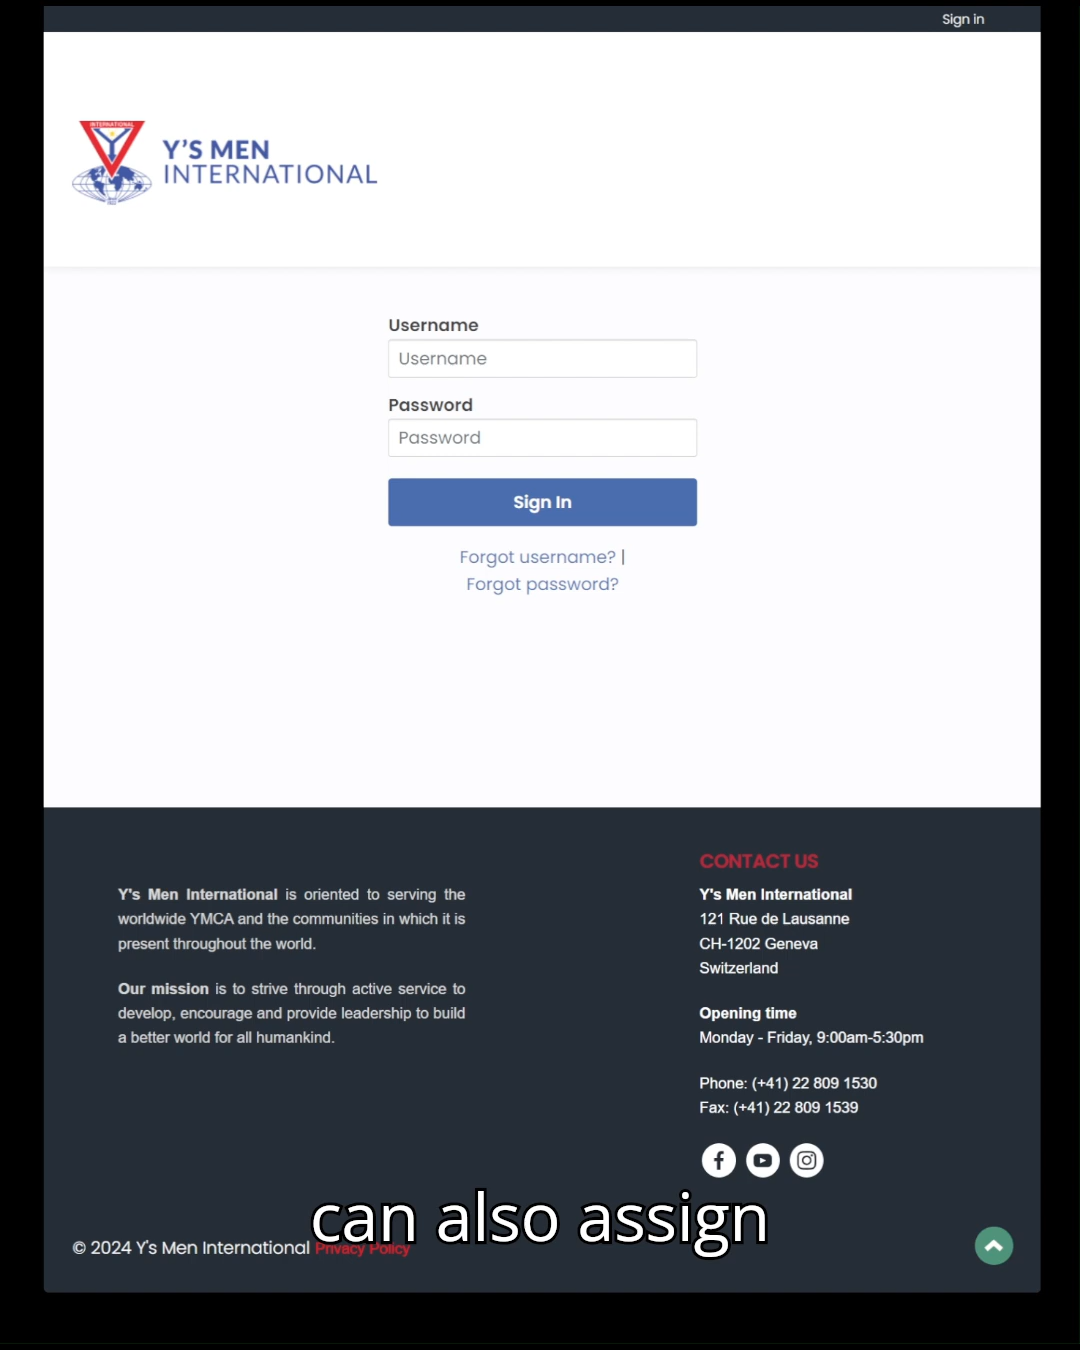 Sign in
INTERNATIONAL
Y'S MEN
INTERNATIONAL
Username
Username
Password
Password
Sign In
Forgot username? |
Forgot password?
Y's Men International is oriented to serving the
worldwide YMCA and the communities in which it is
present throughout the world.
Our mission is to strive through active service to
develop, encourage and provide leadership to build
a better world for all humankind.
CONTACT US
Y's Men International
121 Rue de Lausanne
CH-1202 Geneva
Switzerland
Opening time
Monday - Friday, 9:00am-5:30pm
Phone: (+41) 22 809 1530
Fax: (+41) 22 809 1539
can also assign
© 2024 Y's Men International Privacy Policy